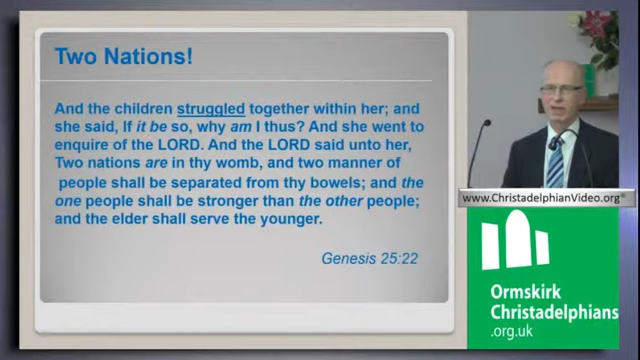 Two Nations!
And the children struggled together within her; and
she said, If it be so, why am I thus? And she went to
enquire of the LORD. And the LORD said unto her,
Two nations are in thy womb, and two manner of
people shall be separated from thy bowels; and the
one people shall be stronger than the other people;
and the elder shall serve the younger.
Genesis 25:22
www.ChristadelphianVideo.org®
Ormskirk
Christadelphians
.org.uk